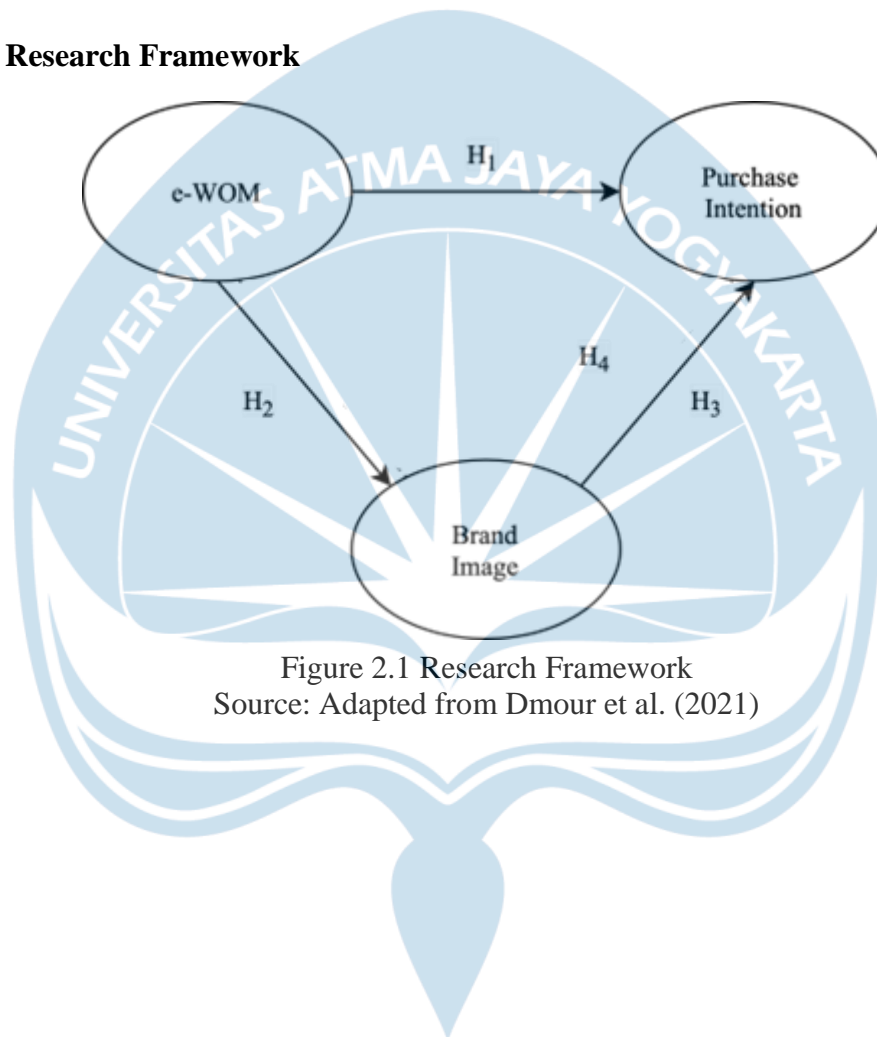 Research Framework
UNIVERSITAS ATMA JAYA YOGYAKARTA
e-WOM
H1
Purchase
Intention
H2
H4
H3
Brand
Image
Figure 2.1 Research Framework
Source: Adapted from Dmour et al. (2021)